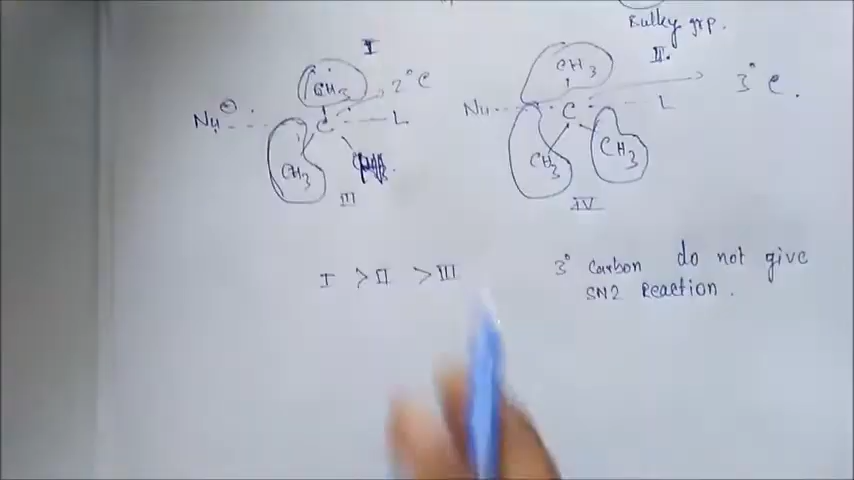 Bulky grp.
I
II.
CH3
2° C
Nu⊖
C
L
CH3
III
CH3
3° C.
Nu
C
L
CH3
CH3
IV
I > II > III
3° Carbon do not give
SN2 Reaction.